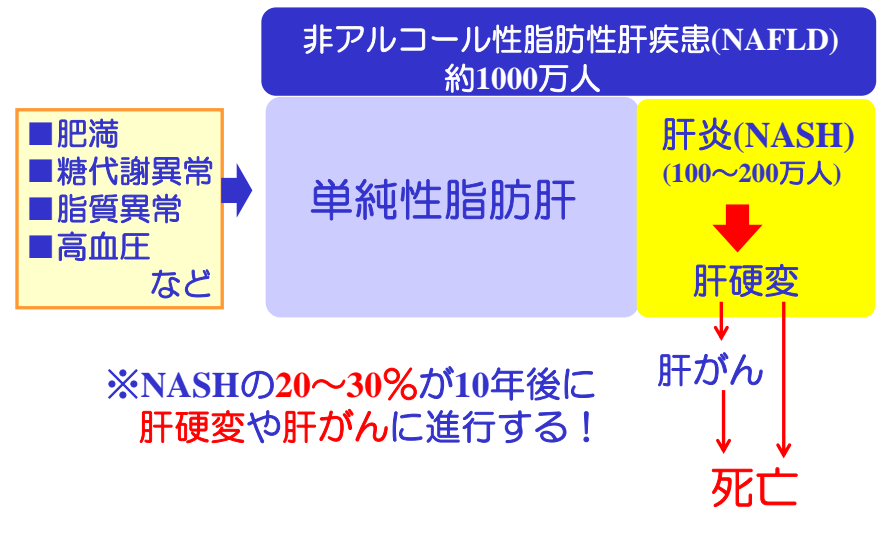 非アルコール性脂肪性肝疾患(NAFLD)
約1000万人
■肥満
■糖代謝異常
■脂質異常
■高血圧
など
単純性脂肪肝
肝炎(NASH)
(100～200万人)
肝硬変
肝がん
死亡
※NASHの20～30%が10年後に
肝硬変や肝がんに進行する！